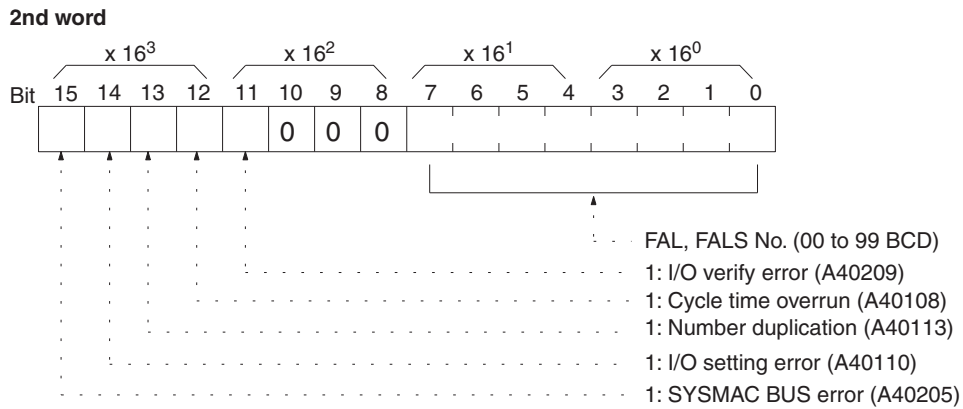 2nd word
x 16³ x 16² x 16¹ x 16⁰
Bit 15 14 13 12 11 10 9 8 7 6 5 4 3 2 1 0
0 0 0
FAL, FALS No. (00 to 99 BCD)
1: I/O verify error (A40209)
1: Cycle time overrun (A40108)
1: Number duplication (A40113)
1: I/O setting error (A40110)
1: SYSMAC BUS error (A40205)